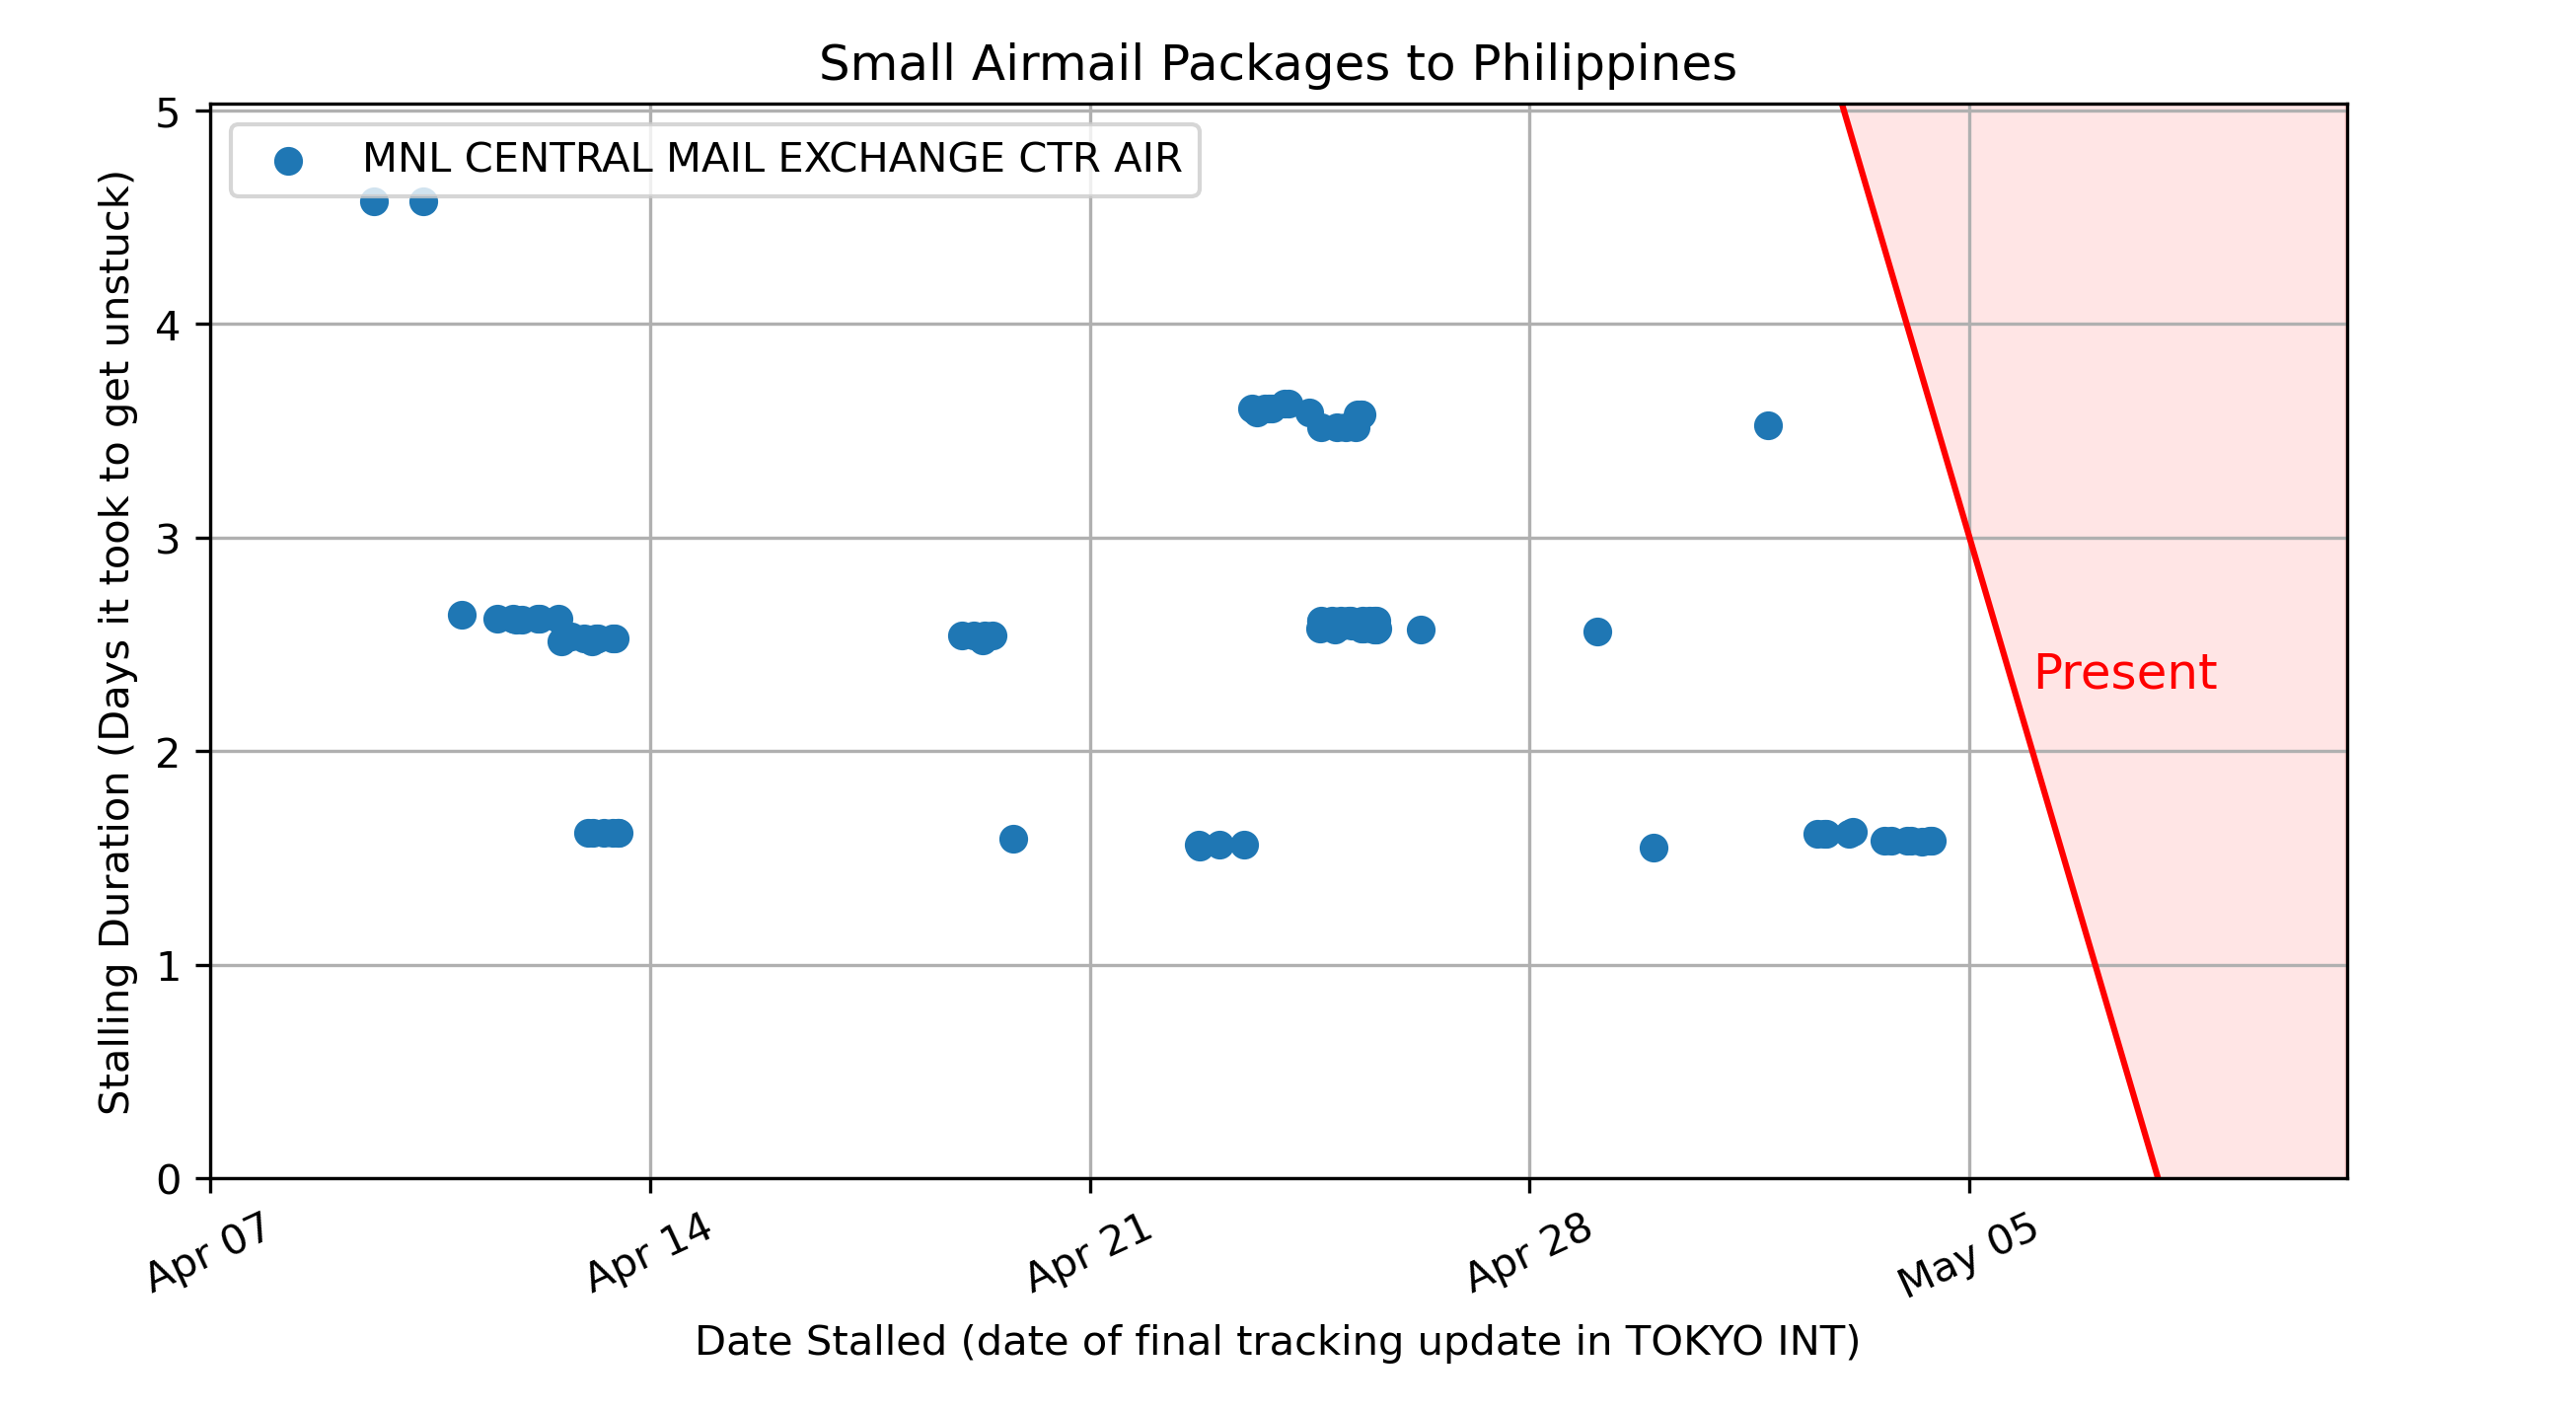 Small Airmail Packages to Philippines
MNL CENTRAL MAIL EXCHANGE CTR AIR
Stalling Duration (Days it took to get unstuck)
5
4
3
2
1
0
Present
Apr 07
Apr 14
Apr 21
Apr 28
May 05
Date Stalled (date of final tracking update in TOKYO INT)